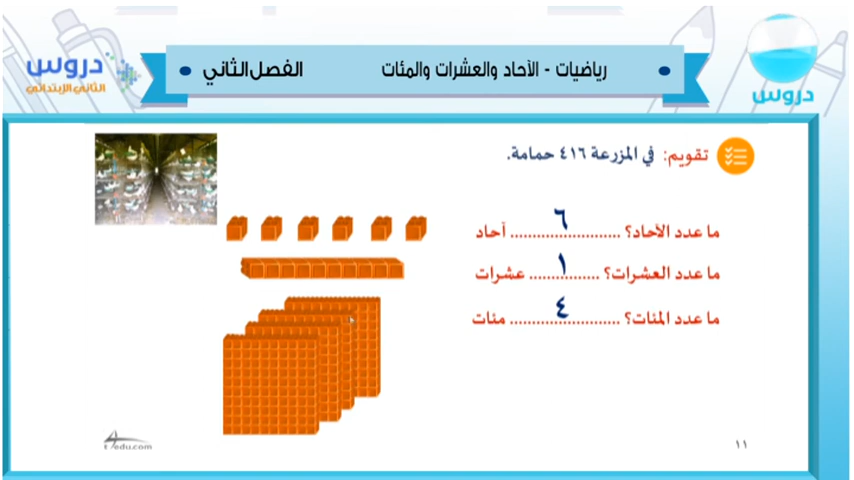 دروس
الثاني الإبتدائي
رياضيات - الآحاد والعشرات والمئات
الفصل الثاني
دروس
تقويم: في المزرعة ٤١٦ حمامة.
ما عدد الآحاد؟ ........٦........ آحاد
ما عدد العشرات؟ .....١..... عشرات
ما عدد المئات؟ ........٤........ مئات
t4edu.com
١١